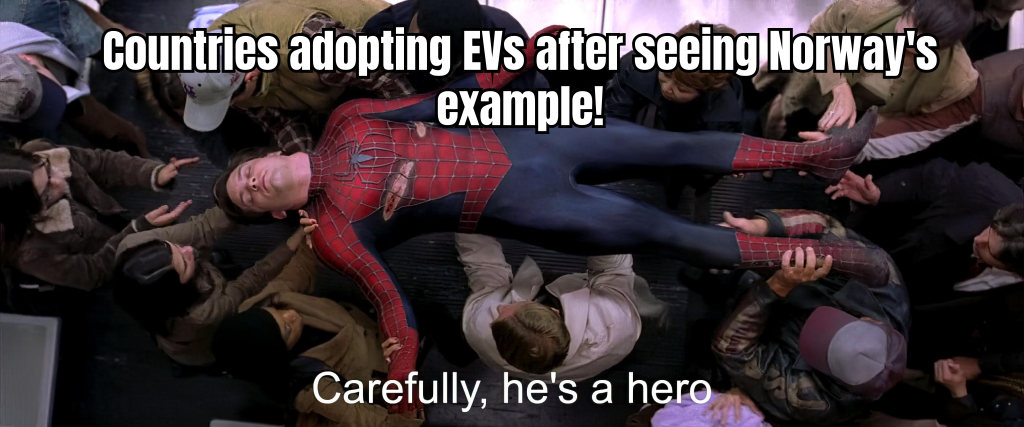 Countries adopting EVs after seeing Norway's
example!
Carefully, he's a hero